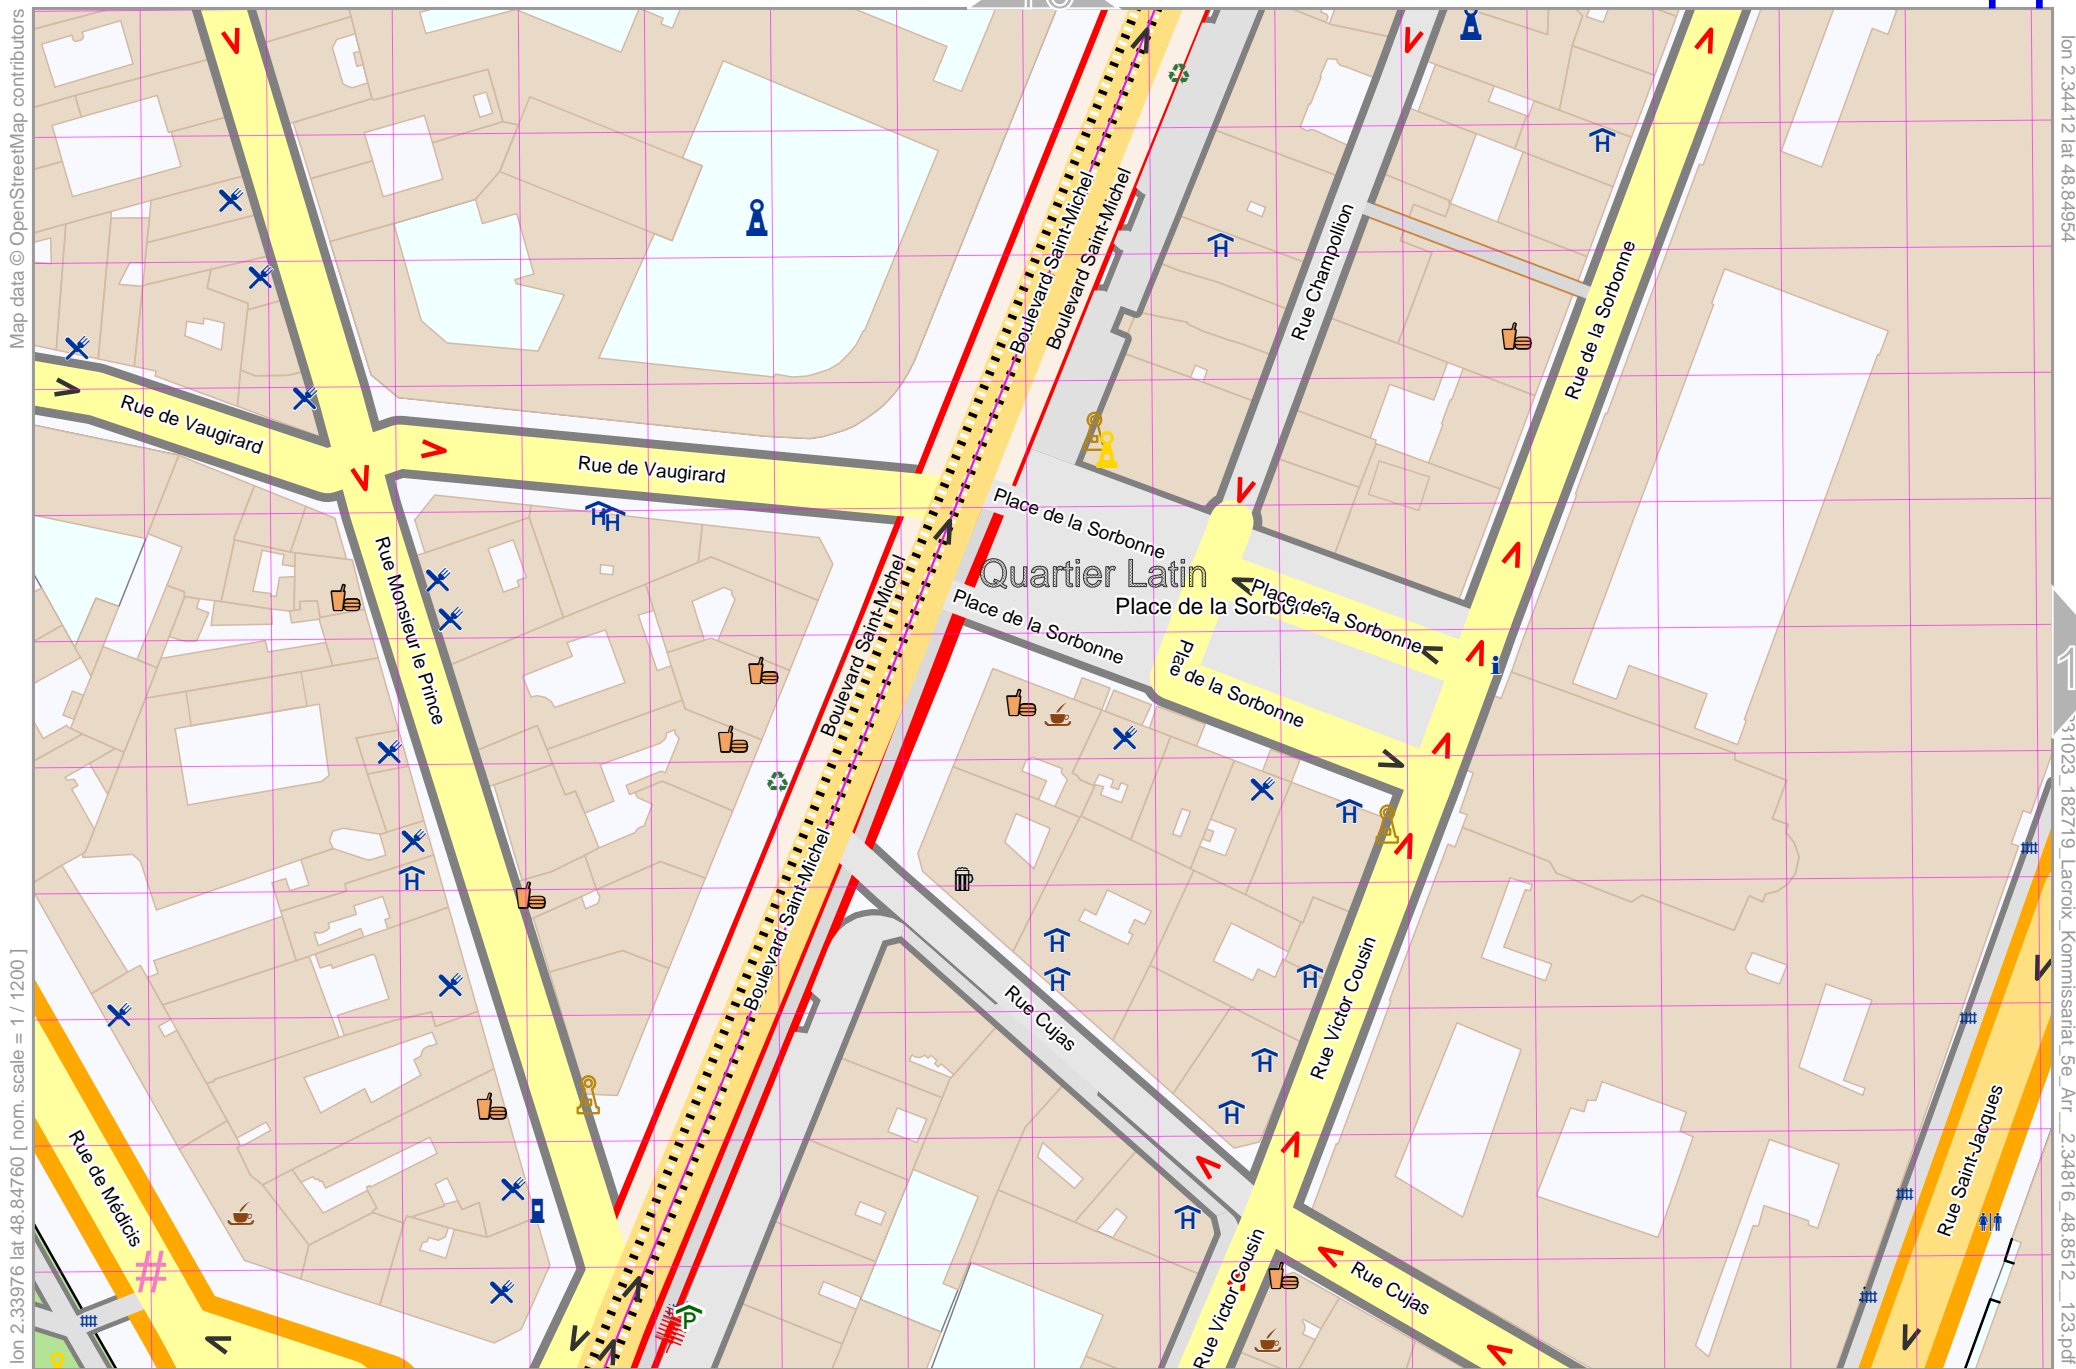 Map data © OpenStreetMap contributors
lon 2.34412 lat 48.84954
lon 2.33976 lat 48.84760 [ nom. scale = 1 / 1200 ]
31023_182719_Lacroix_Kommissariat_5e_Arr__2.34816_48.8512__123.pdf
1
Boulevard Saint-Michel
Boulevard Saint-Michel
Rue Champollion
Rue de la Sorbonne
Rue de Vaugirard
Rue de Vaugirard
Place de la Sorbonne
Quartier Latin
Place de la Sorbonne
Place de la Sorbonne
Place de la Sorbonne
Boulevard Saint-Michel
Rue Monsieur le Prince
de la Sorbonne
Boulevard Saint-Michel
Rue Cujas
Rue Victor Cousin
Rue Saint-Jacques
Rue de Médicis
Rue Victor Cousin
Rue Cujas
P